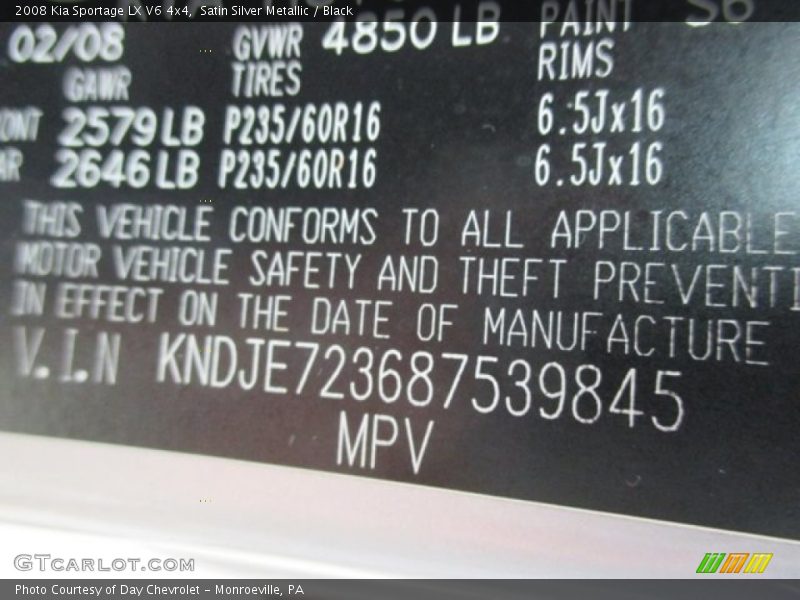 2008 Kia Sportage LX V6 4x4, Satin Silver Metallic / Black
02/08 GVWR 4850 LB PAINT S6
GAWR TIRES RIMS
2579 LB P235/60R16 6.5Jx16
2646 LB P235/60R16 6.5Jx16
THIS VEHICLE CONFORMS TO ALL APPLICABLE
MOTOR VEHICLE SAFETY AND THEFT PREVENTI
IN EFFECT ON THE DATE OF MANUFACTURE
V.I.N KNDJE723687539845
MPV
GTCARLOT.COM
Photo Courtesy of Day Chevrolet - Monroeville, PA